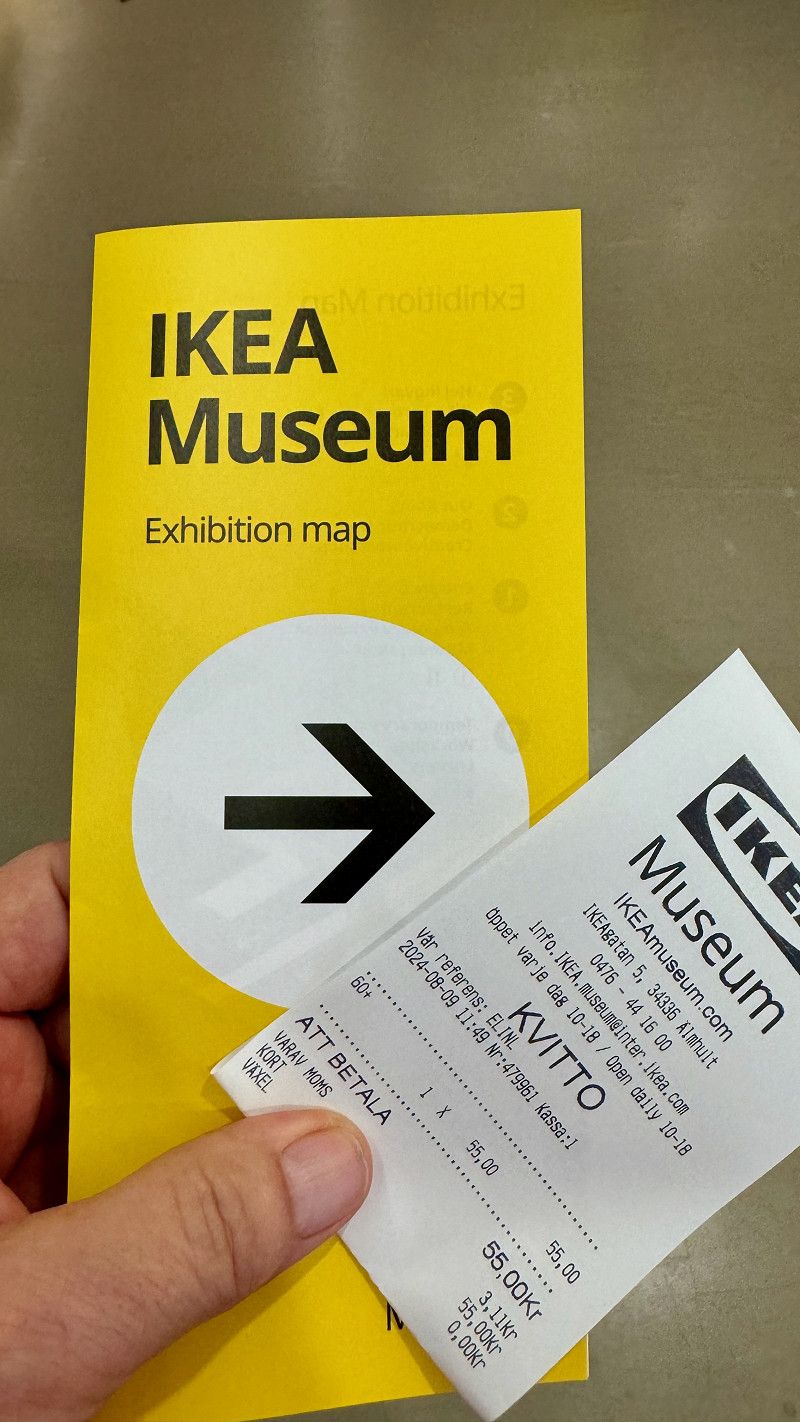 IKEA
Museum
Exhibition map
Exhibition Map
3
2
1
IKEA
Museum
IKEAmuseum.com
IKEAgatan 5, 34336 Älmhult
0476 - 44 16 00
info.IKEA.museum@inter.ikea.com
Öppet varje dag 10-18 / Open daily 10-18
KVITTO
Vår referens: ELINL
2024-08-09 11:49 Nr:479961 Kassa:1
60+
1 X 55,00 55,00
ATT BETALA 55,00Kr
VARAV MOMS 3,11Kr
KORT 55,00Kr
VÄXEL 0,00Kr